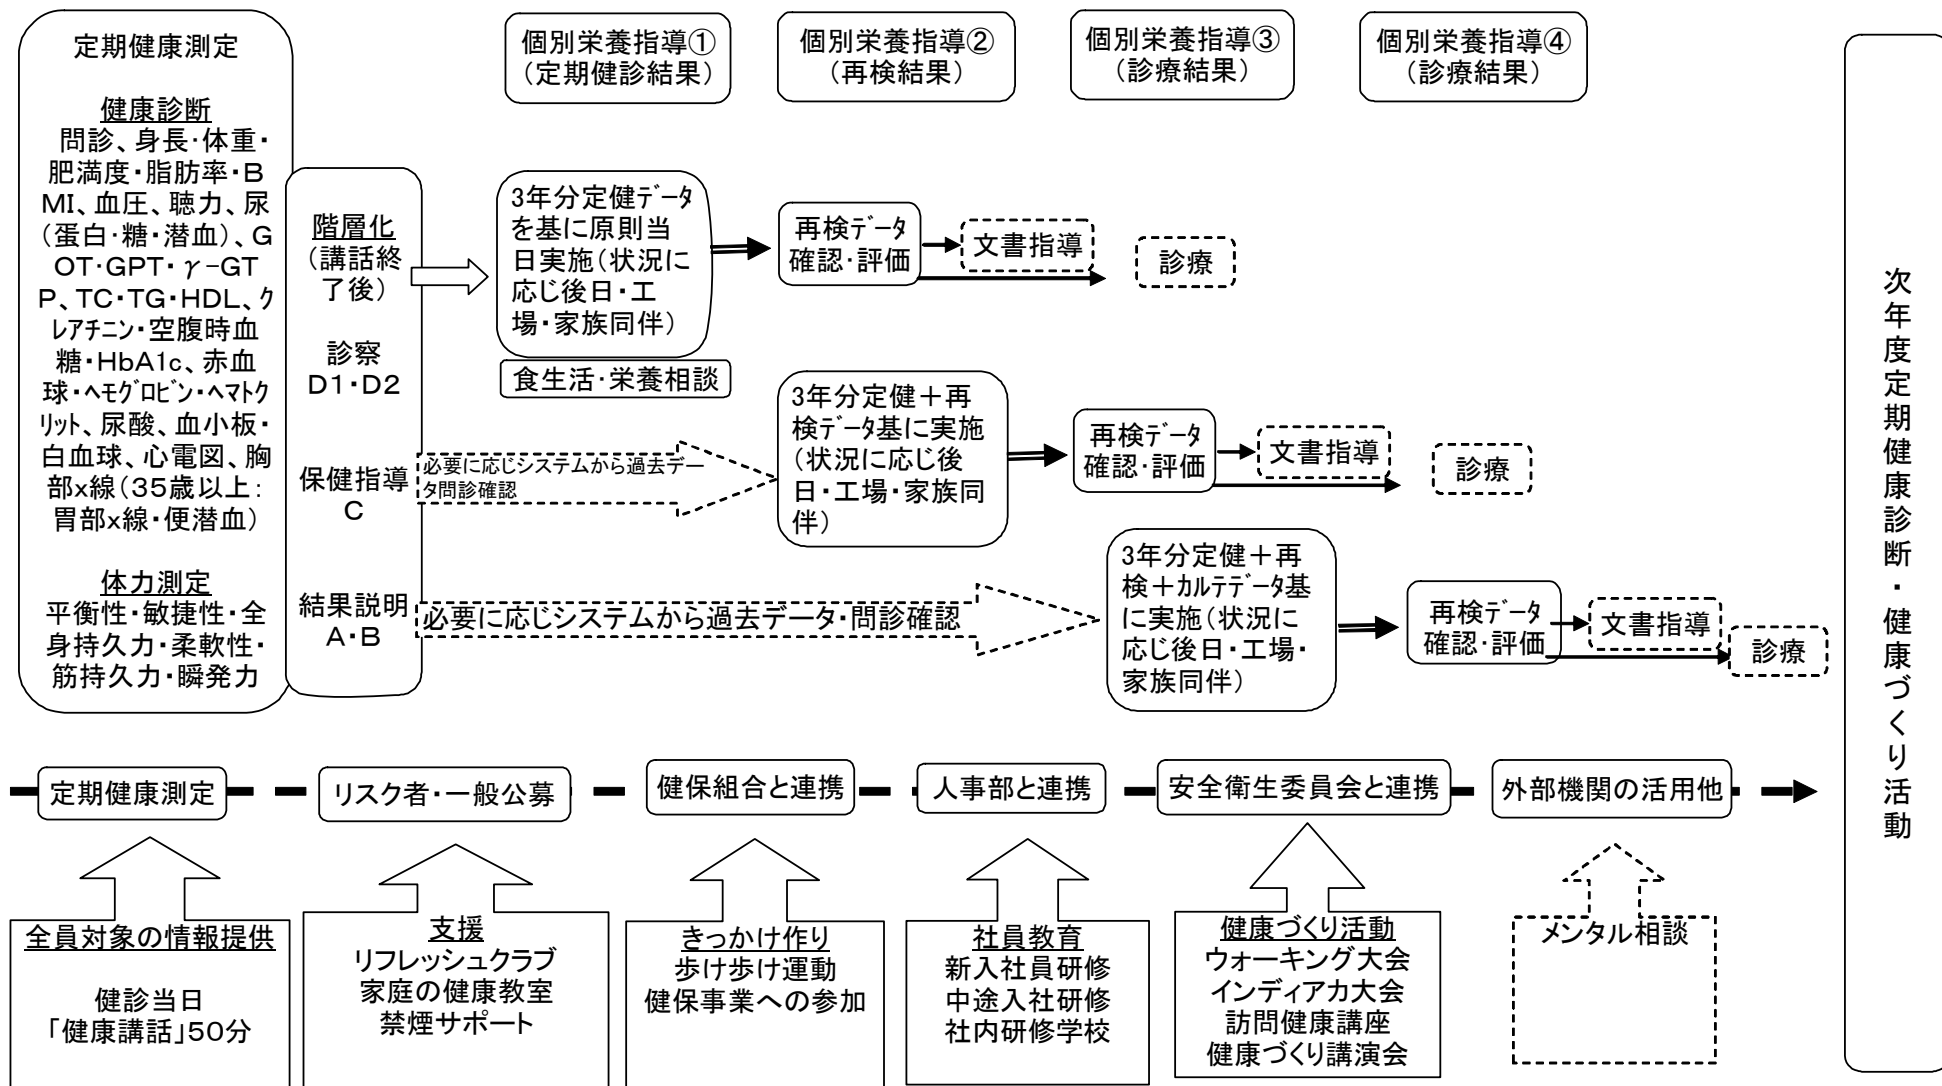 定期健康測定
健康診断
問診、身長・体重・
肥満度・脂肪率・B
MI、血圧、聴力、尿
(蛋白・糖・潜血)、G
OT・GPT・γ-GT
P、TC・TG・HDL、ｸ
ﾚｱﾁﾆﾝ・空腹時血
糖・HbA1c、赤血
球・ﾍﾓｸﾞﾛﾋﾞﾝ・ﾍﾏﾄｸ
ﾘｯﾄ、尿酸、血小板・
白血球、心電図、胸
部x線(35歳以上:
胃部x線・便潜血)
体力測定
平衡性・敏捷性・全
身持久力・柔軟性・
筋持久力・瞬発力
階層化
(講話終
了後)
診察
D1・D2
保健指導
C
結果説明
A・B
個別栄養指導①
(定期健診結果)
個別栄養指導②
(再検結果)
個別栄養指導③
(診療結果)
個別栄養指導④
(診療結果)
3年分定健ﾃﾞｰﾀ
を基に原則当
日実施(状況に
応じ後日・工
場・家族同伴)
食生活・栄養相談
再検ﾃﾞｰﾀ
確認・評価
文書指導
診療
必要に応じシステムから過去デー
タ問診確認
3年分定健＋再
検ﾃﾞｰﾀ基に実施
(状況に応じ後
日・工場・家族同
伴)
再検ﾃﾞｰﾀ
確認・評価
文書指導
診療
必要に応じシステムから過去データ・問診確認
3年分定健＋再
検＋ｶﾙﾃﾃﾞｰﾀ基
に実施(状況に
応じ後日・工場・
家族同伴)
再検ﾃﾞｰﾀ
確認・評価
文書指導
診療
次年度定期健康診断・健康づくり活動
定期健康測定
リスク者・一般公募
健保組合と連携
人事部と連携
安全衛生委員会と連携
外部機関の活用他
全員対象の情報提供
健診当日
「健康講話」50分
支援
リフレッシュクラブ
家庭の健康教室
禁煙サポート
きっかけ作り
歩け歩け運動
健保事業への参加
社員教育
新入社員研修
中途入社研修
社内研修学校
健康づくり活動
ウォーキング大会
インディアカ大会
訪問健康講座
健康づくり講演会
メンタル相談